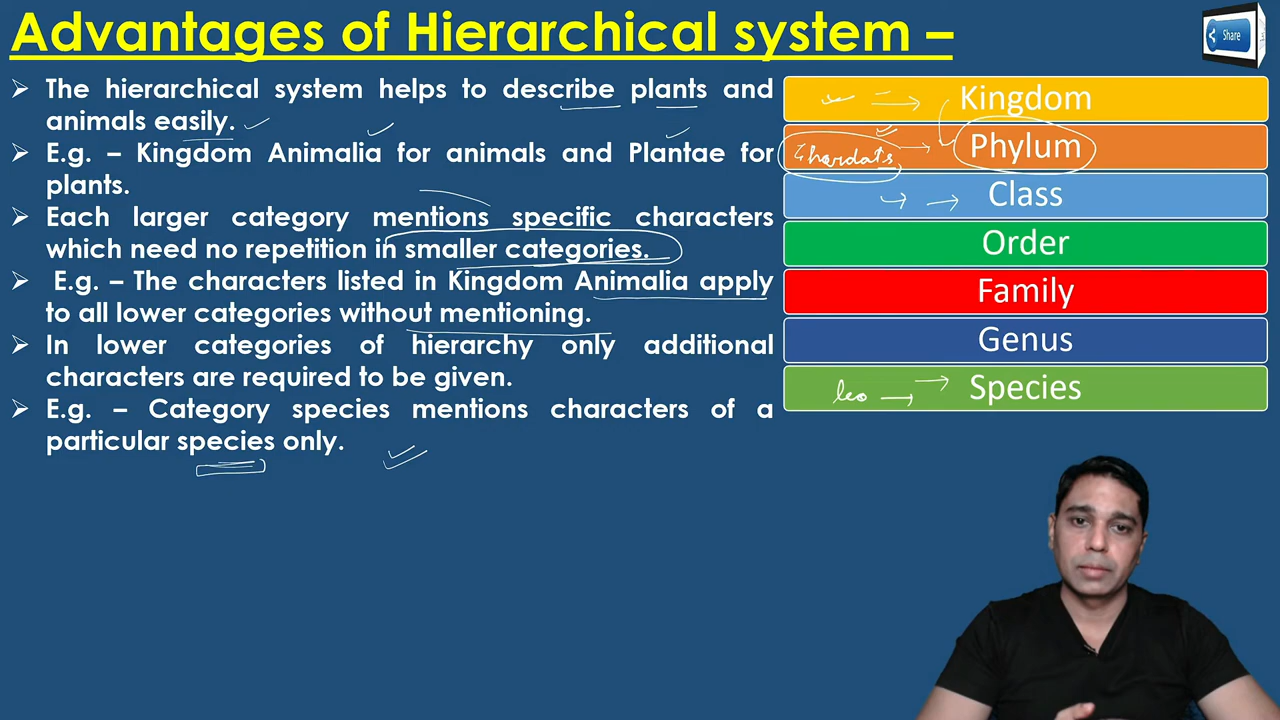 Advantages of Hierarchical system –
Share
➢ The hierarchical system helps to describe plants and
animals easily.
➢ E.g. – Kingdom Animalia for animals and Plantae for
plants.
➢ Each larger category mentions specific characters
which need no repetition in smaller categories.
➢ E.g. – The characters listed in Kingdom Animalia apply
to all lower categories without mentioning.
➢ In lower categories of hierarchy only additional
characters are required to be given.
➢ E.g. – Category species mentions characters of a
particular species only.
Kingdom
Phylum
Class
Order
Family
Genus
leo Species